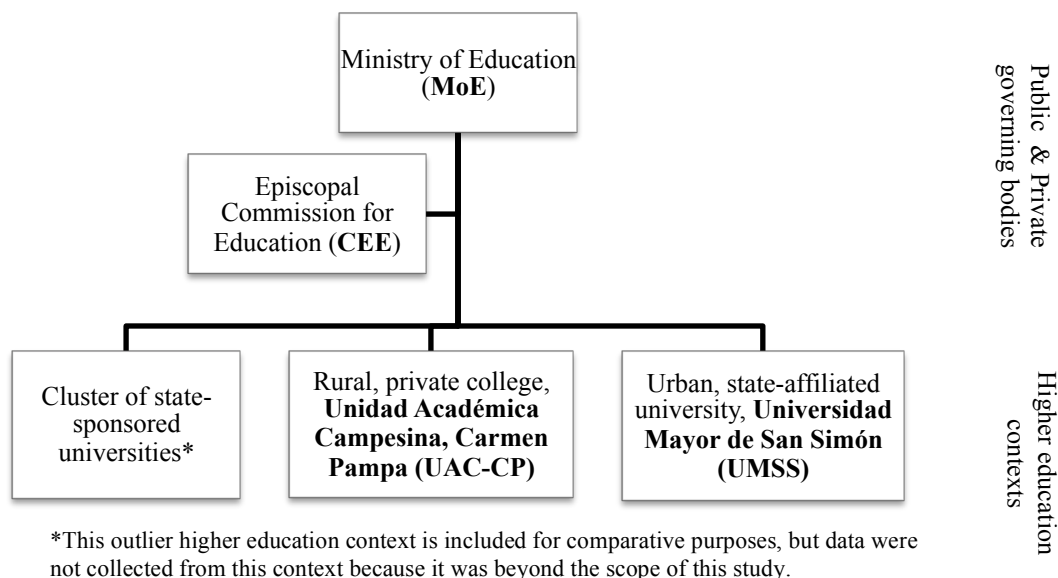 Ministry of Education
(MoE)
Public & Private
governing bodies
Episcopal
Commission for
Education (CEE)
Cluster of state-
sponsored
universities*
Rural, private college,
Unidad Académica
Campesina, Carmen
Pampa (UAC-CP)
Urban, state-affiliated
university, Universidad
Mayor de San Simón
(UMSS)
Higher education
contexts
*This outlier higher education context is included for comparative purposes, but data were
not collected from this context because it was beyond the scope of this study.